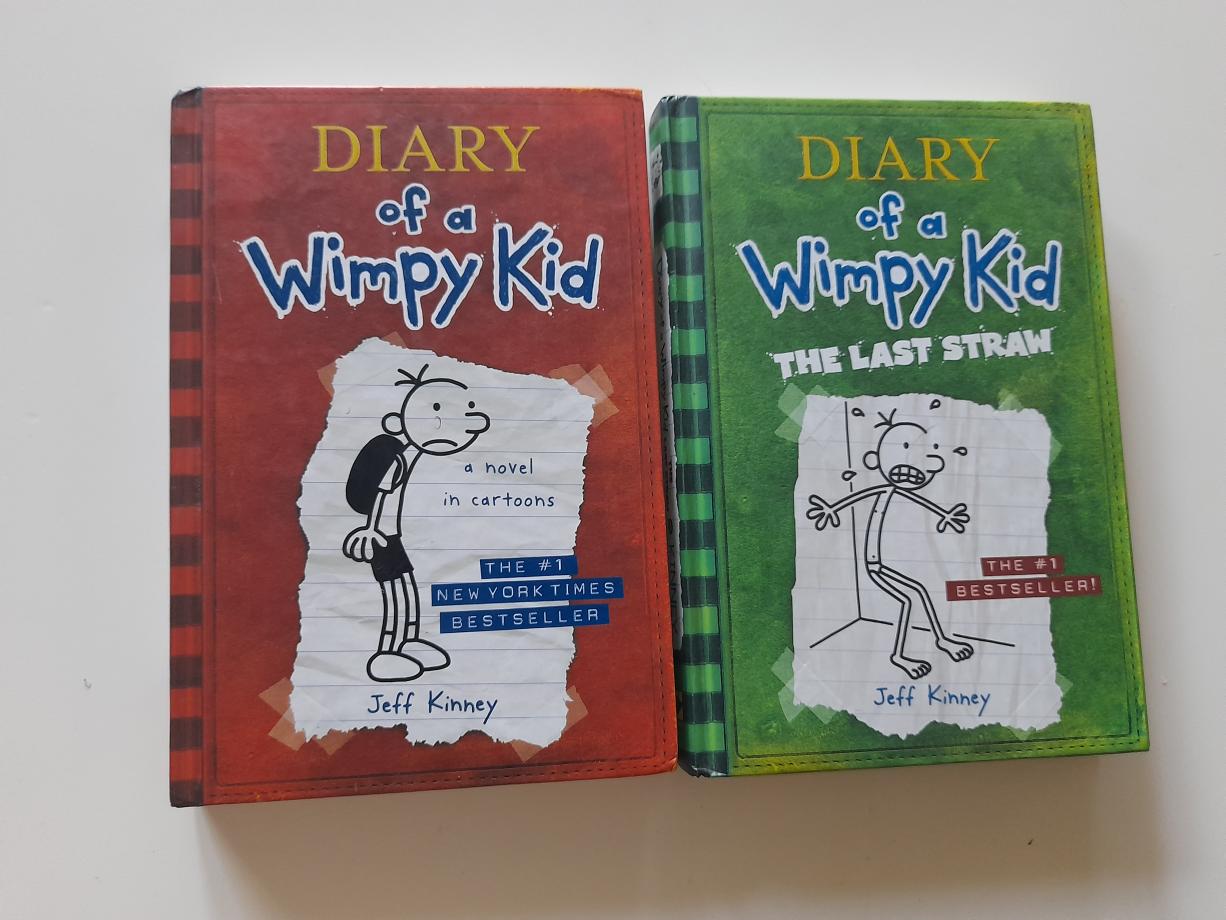 DIARY
of a
Wimpy Kid
a novel
in cartoons
THE #1
NEW YORK TIMES
BESTSELLER
Jeff Kinney
DIARY
of a
Wimpy Kid
THE LAST STRAW
THE #1
BESTSELLER!
Jeff Kinney